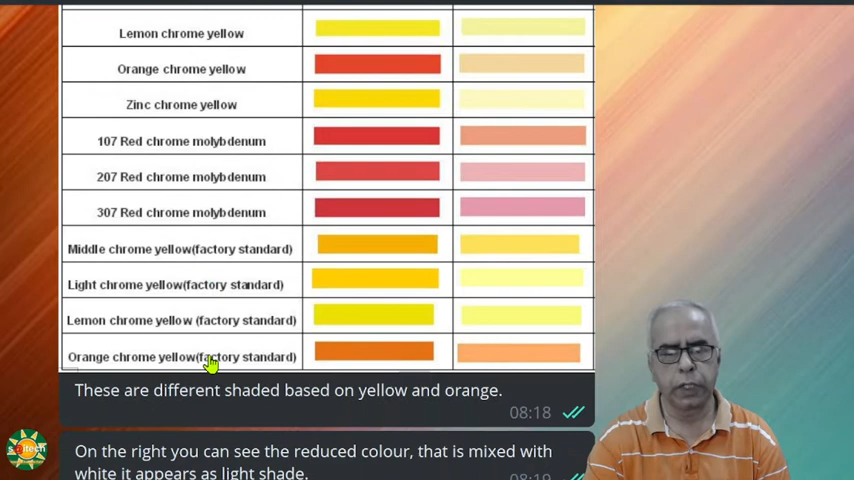 Lemon chrome yellow
Orange chrome yellow
Zinc chrome yellow
107 Red chrome molybdenum
207 Red chrome molybdenum
307 Red chrome molybdenum
Middle chrome yellow(factory standard)
Light chrome yellow(factory standard)
Lemon chrome yellow (factory standard)
Orange chrome yellow(factory standard)
These are different shaded based on yellow and orange.
08:18
On the right you can see the reduced colour, that is mixed with
white it appears as light shade.
08:19